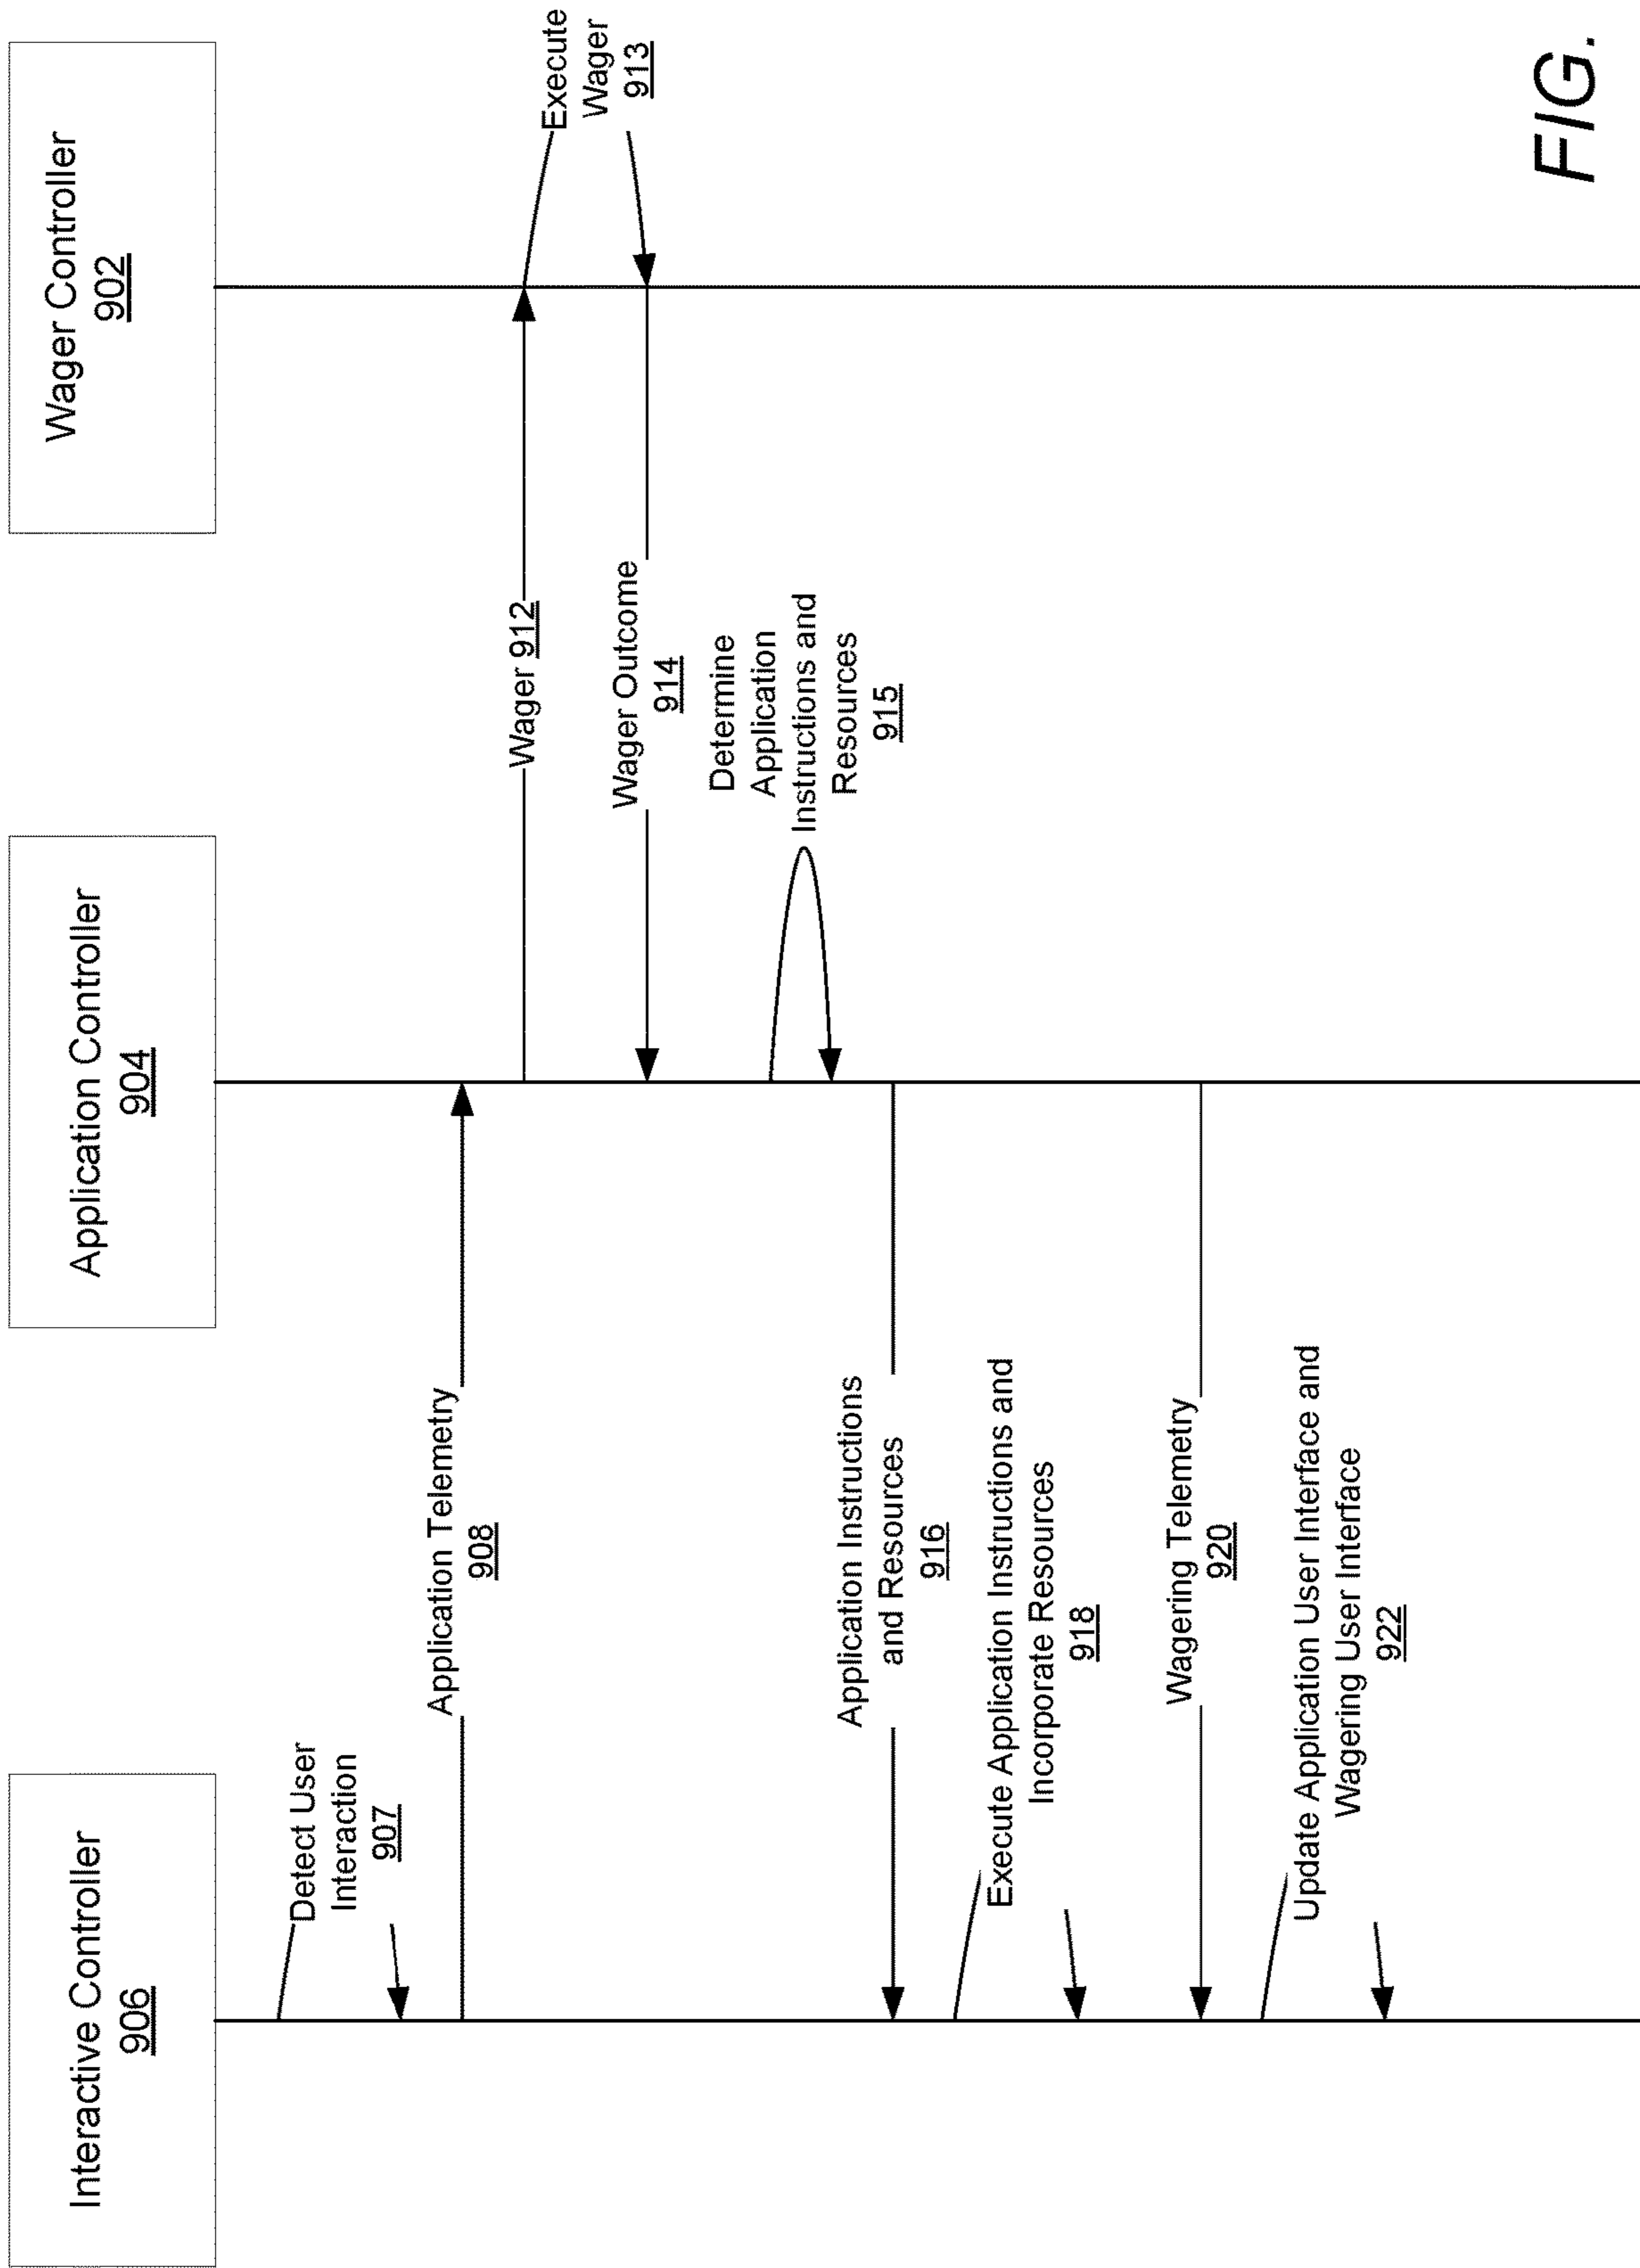 Interactive Controller
906
Application Controller
904
Wager Controller
902
Detect User
Interaction
907
Application Telemetry
908
Wager 912
Execute
Wager
913
Wager Outcome
914
Determine
Application
Instructions and
Resources
915
Application Instructions
and Resources
916
Execute Application Instructions and
Incorporate Resources
918
Wagering Telemetry
920
Update Application User Interface and
Wagering User Interface
922
FIG.